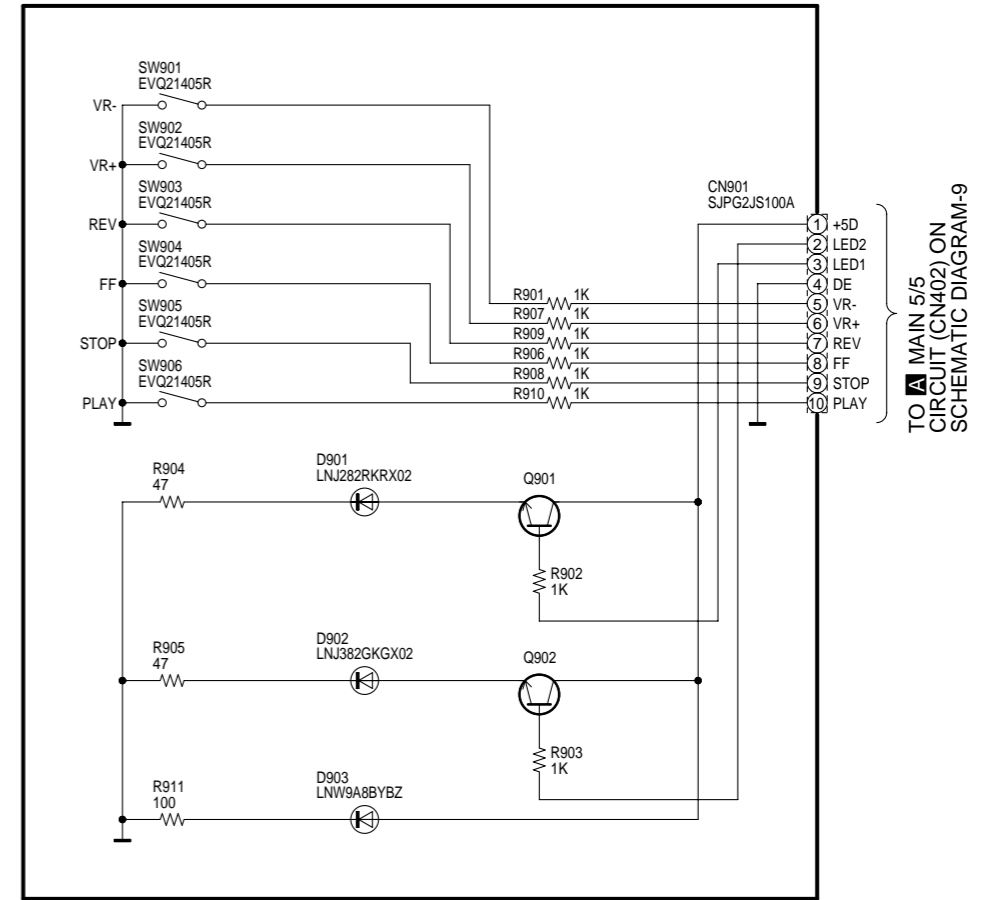 SW901
EVQ21405R
VR-
SW902
EVQ21405R
VR+
SW903
EVQ21405R
REV
SW904
EVQ21405R
FF
SW905
EVQ21405R
STOP
SW906
EVQ21405R
PLAY
CN901
SJPG2JS100A
1 +5D
2 LED2
3 LED1
4 DE
R901 1K 5 VR-
R907 1K 6 VR+
R909 1K 7 REV
R906 1K 8 FF
R908 1K 9 STOP
R910 1K 10 PLAY
TO A MAIN 5/5
CIRCUIT (CN402) ON
SCHEMATIC DIAGRAM-9
R904
47
D901
LNJ282RKRX02
Q901
R902
1K
R905
47
D902
LNJ382GKGX02
Q902
R903
1K
R911
100
D903
LNW9A8BYBZ